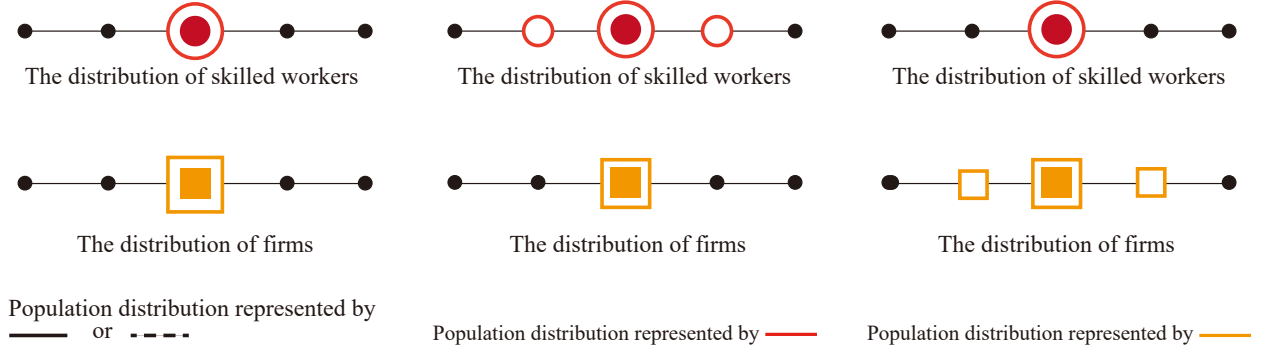 The distribution of skilled workers
The distribution of skilled workers
The distribution of skilled workers
The distribution of firms
The distribution of firms
The distribution of firms
Population distribution represented by
or
Population distribution represented by
Population distribution represented by